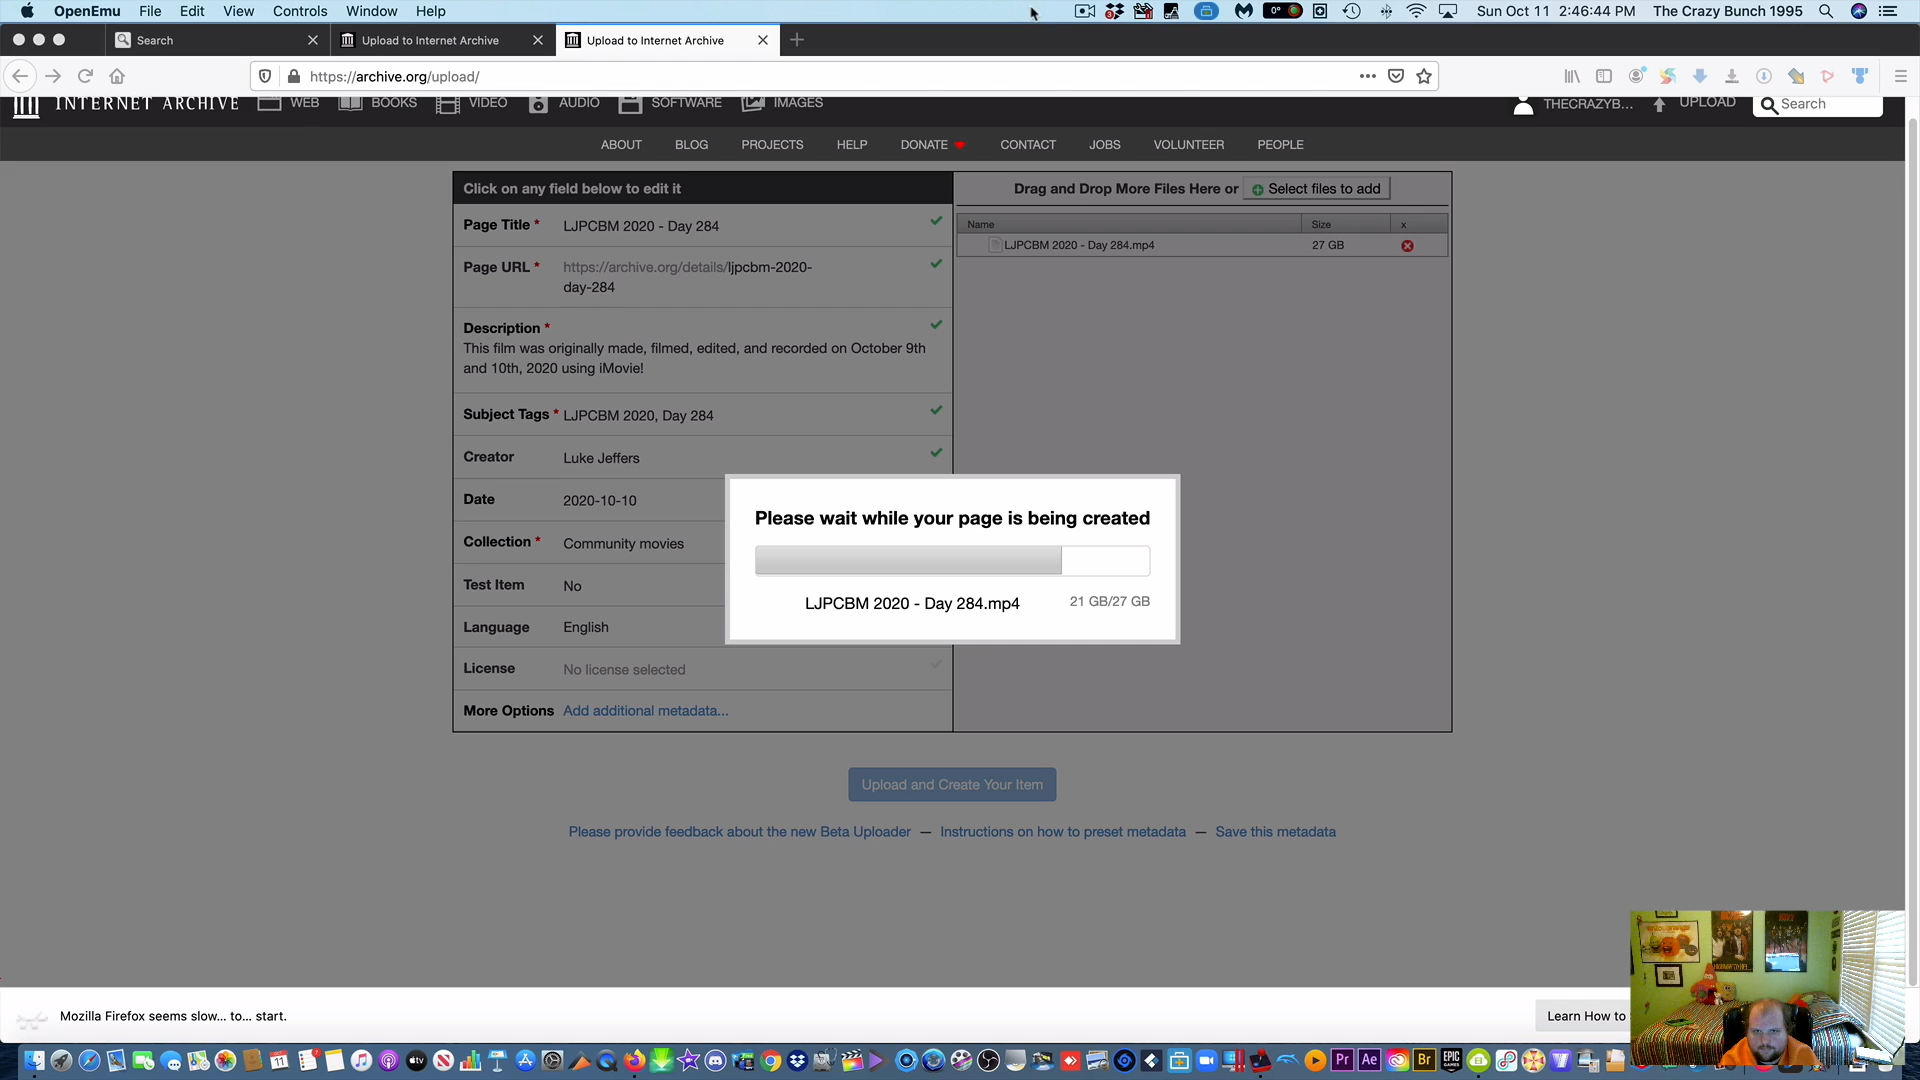 OpenEmu File Edit View Controls Window Help
Sun Oct 11 2:46:44 PM The Crazy Bunch 1995
Search
Upload to Internet Archive
Upload to Internet Archive
https://archive.org/upload/
INTERNET ARCHIVE WEB BOOKS VIDEO AUDIO SOFTWARE IMAGES
THECRAZYB... UPLOAD Search
ABOUT BLOG PROJECTS HELP DONATE CONTACT JOBS VOLUNTEER PEOPLE
Click on any field below to edit it
Drag and Drop More Files Here or Select files to add
Page Title * LJPCBM 2020 - Day 284
Name Size x
LJPCBM 2020 - Day 284.mp4 27 GB
Page URL * https://archive.org/details/ljpcbm-2020-
day-284
Description *
This film was originally made, filmed, edited, and recorded on October 9th
and 10th, 2020 using iMovie!
Subject Tags * LJPCBM 2020, Day 284
Creator Luke Jeffers
Date 2020-10-10
Collection * Community movies
Test Item No
Language English
License No license selected
More Options Add additional metadata...
Please wait while your page is being created
LJPCBM 2020 - Day 284.mp4 21 GB/27 GB
Upload and Create Your Item
Please provide feedback about the new Beta Uploader — Instructions on how to preset metadata — Save this metadata
Mozilla Firefox seems slow... to... start.
Learn How to